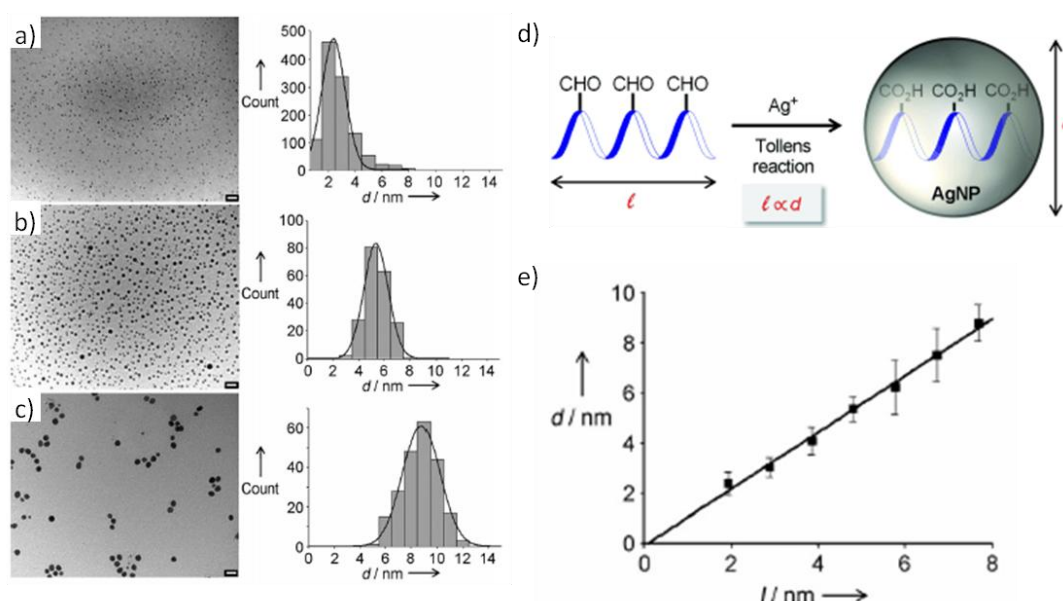 a)
500
400
300
200
100
0
Count
2 4 6 8 10 12 14
d / nm
b)
100
80
60
40
20
0
Count
0 2 4 6 8 10 12 14
d / nm
c)
60
40
20
0
Count
0 2 4 6 8 10 12 14
d / nm
d)
CHO CHO CHO
ℓ
Ag+
Tollens
reaction
ℓ ∝ d
CO₂H CO₂H CO₂H
AgNP
e)
10
8
6
4
2
0
d / nm
0 2 4 6 8
l / nm